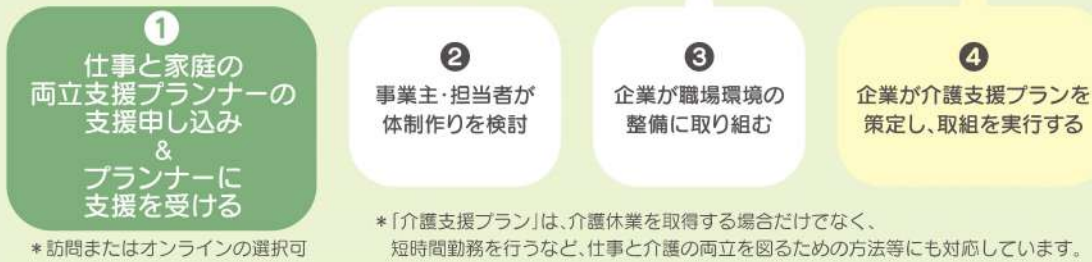 ❶
仕事と家庭の
両立支援プランナーの
支援申し込み
&
プランナーに
支援を受ける
*訪問またはオンラインの選択可
❷
事業主・担当者が
体制作りを検討
❸
企業が職場環境の
整備に取り組む
❹
企業が介護支援プランを
策定し、取組を実行する
*「介護支援プラン」は、介護休業を取得する場合だけでなく、
短時間勤務を行うなど、仕事と介護の両立を図るための方法等にも対応しています。